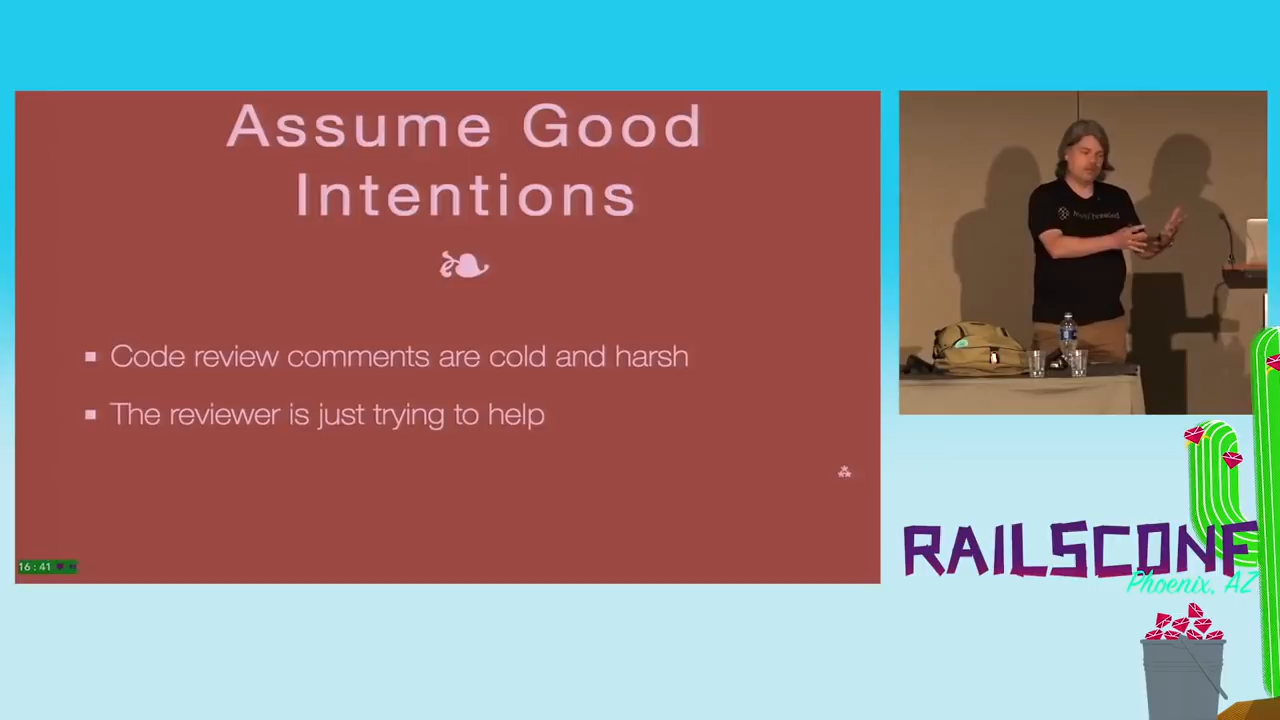 Assume Good
Intentions
Code review comments are cold and harsh
The reviewer is just trying to help
16:41
RAILSCONF
Phoenix, AZ